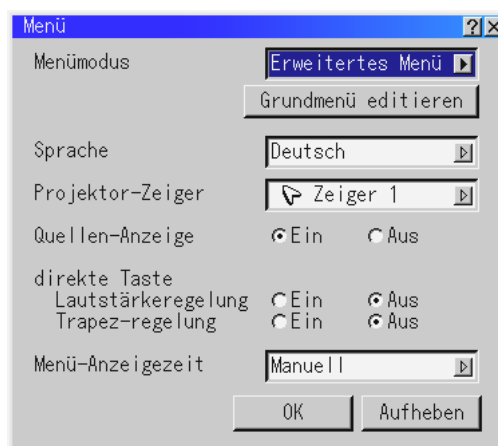 Menü
Menümodus Erweitertes Menü
Grundmenü editieren
Sprache Deutsch
Projektor-Zeiger Zeiger 1
Quellen-Anzeige Ein Aus
direkte Taste
Lautstärkeregelung Ein Aus
Trapez-regelung Ein Aus
Menü-Anzeigezeit Manuell
OK Aufheben